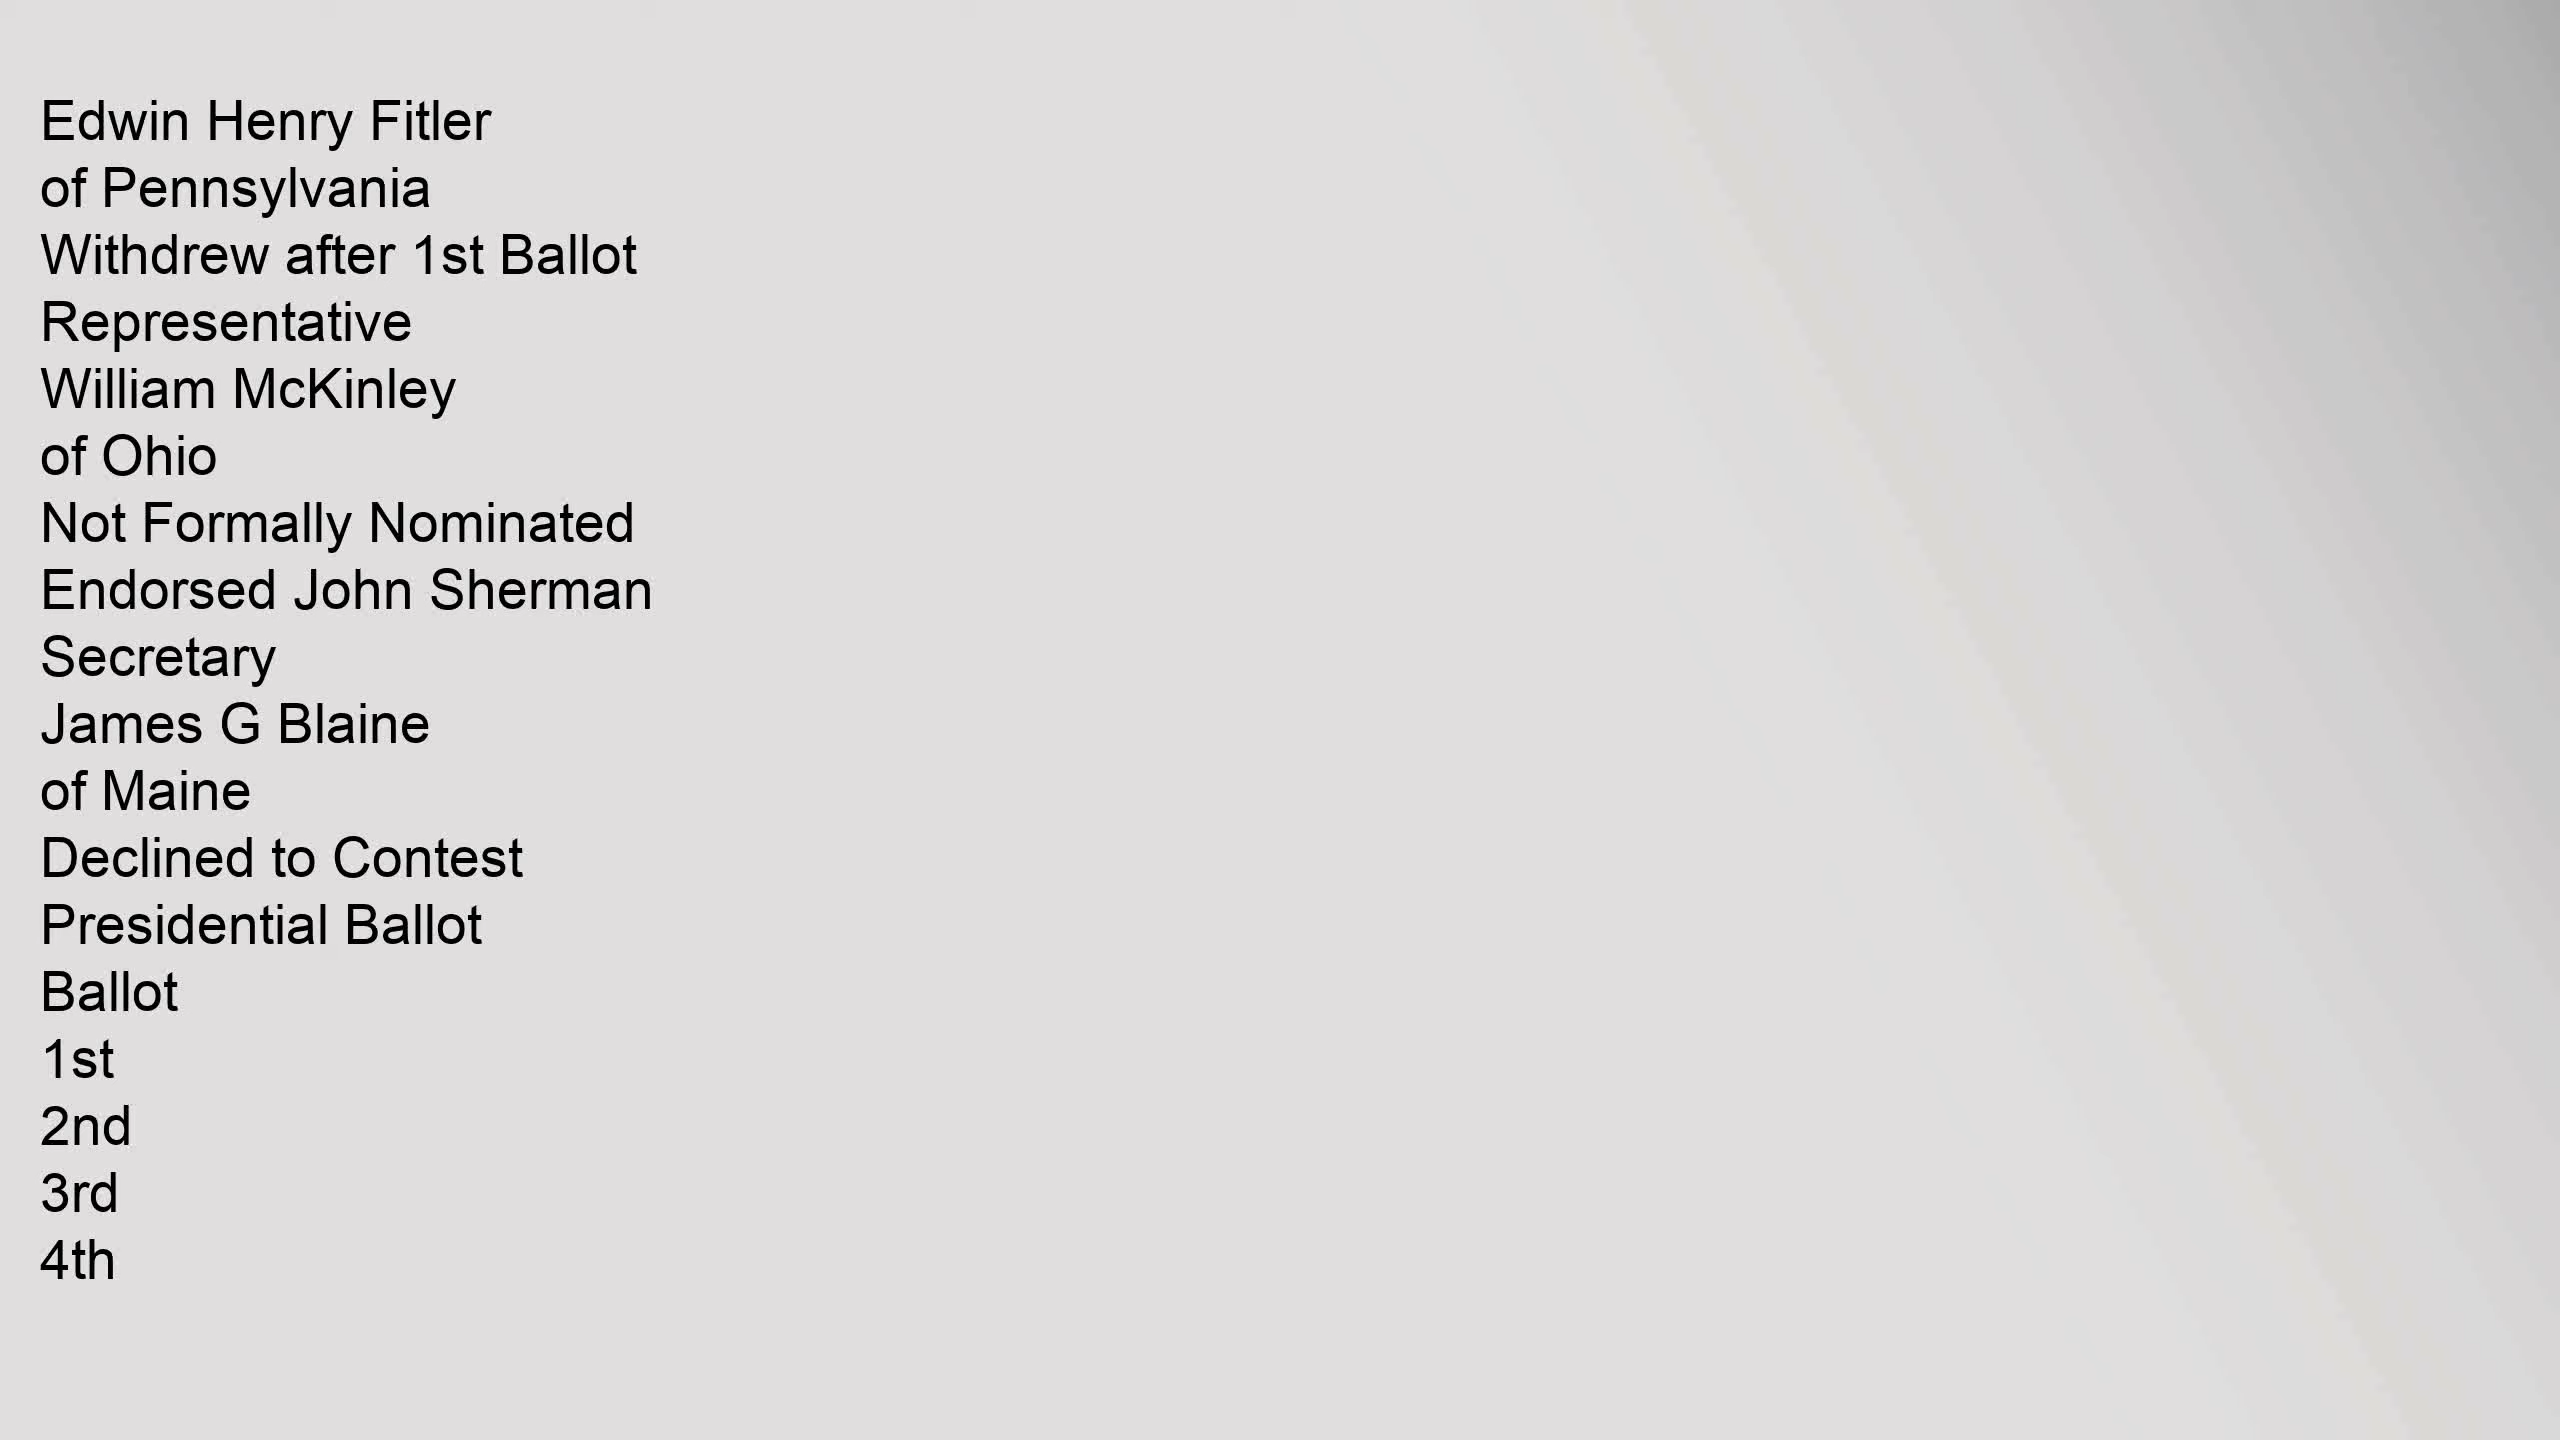 Edwin Henry Fitler
of Pennsylvania
Withdrew after 1st Ballot
Representative
William McKinley
of Ohio
Not Formally Nominated
Endorsed John Sherman
Secretary
James G Blaine
of Maine
Declined to Contest
Presidential Ballot
Ballot
1st
2nd
3rd
4th